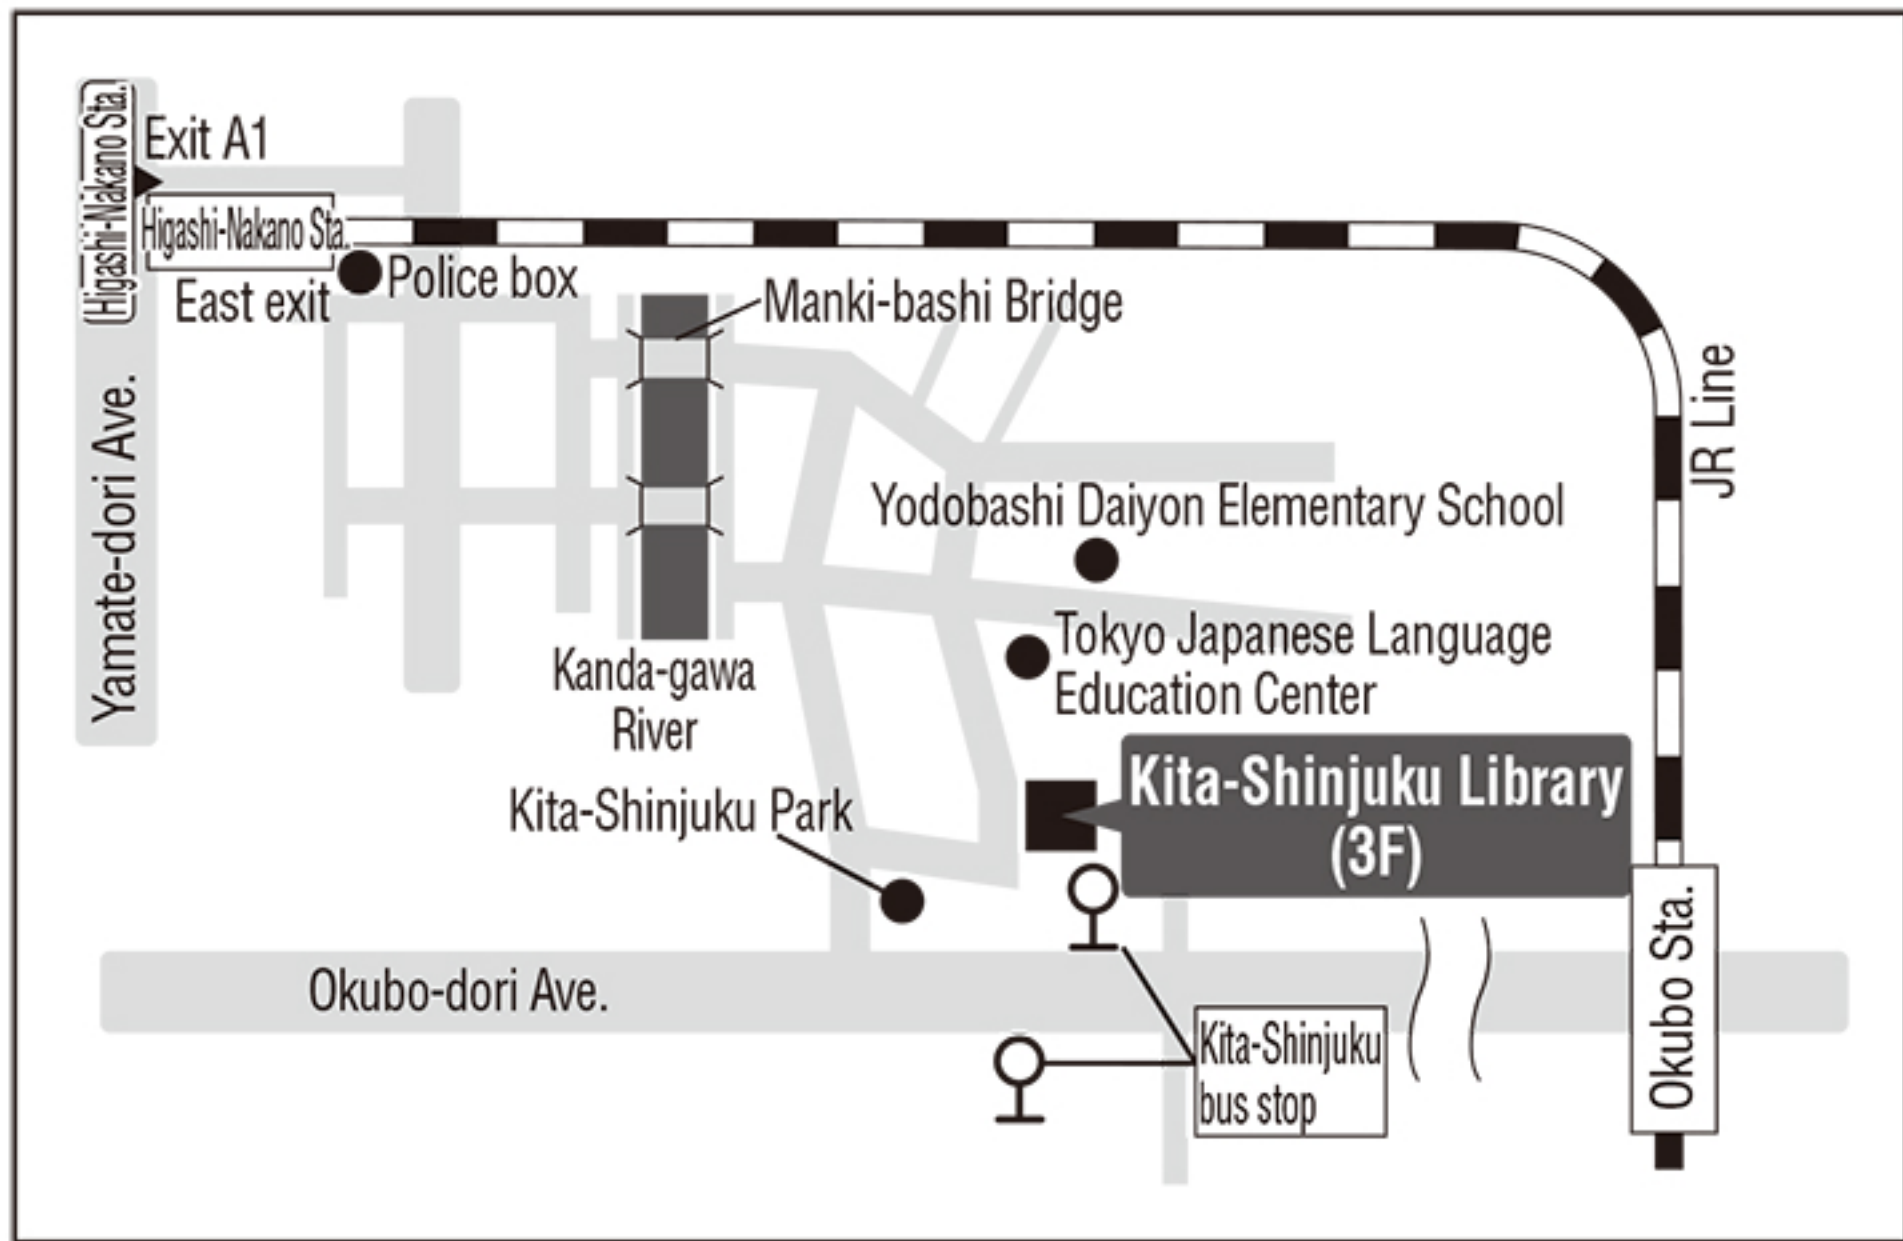 Exit A1
Higashi-Nakano Sta.
Higashi-Nakano Sta.
East exit
Police box
Manki-bashi Bridge
Yamate-dori Ave.
JR Line
Yodobashi Daiyon Elementary School
Tokyo Japanese Language
Education Center
Kanda-gawa
River
Kita-Shinjuku Park
Kita-Shinjuku Library
(3F)
Okubo-dori Ave.
Okubo Sta.
Kita-Shinjuku
bus stop